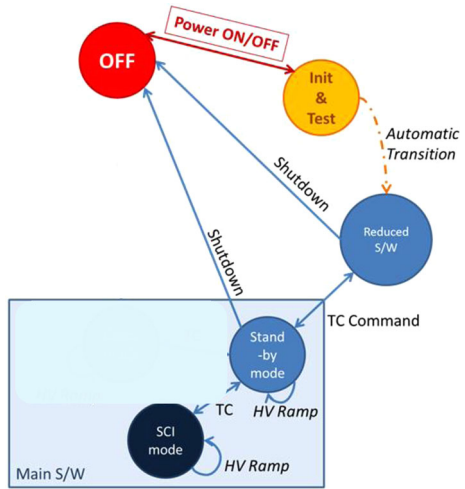 Power ON/OFF
OFF
Init
&
Test
Automatic
Transition
Shutdown
Reduced
S/W
Shutdown
TC Command
Stand
-by
mode
HV Ramp
TC
SCI
mode
HV Ramp
Main S/W